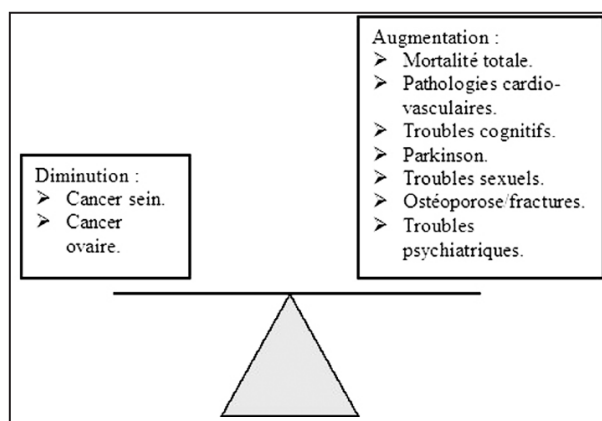 Augmentation :
➢ Mortalité totale.
➢ Pathologies cardio-
vasculaires.
➢ Troubles cognitifs.
➢ Parkinson.
➢ Troubles sexuels.
➢ Ostéoporose/fractures.
➢ Troubles
psychiatriques.
Diminution :
➢ Cancer sein.
➢ Cancer
ovaire.